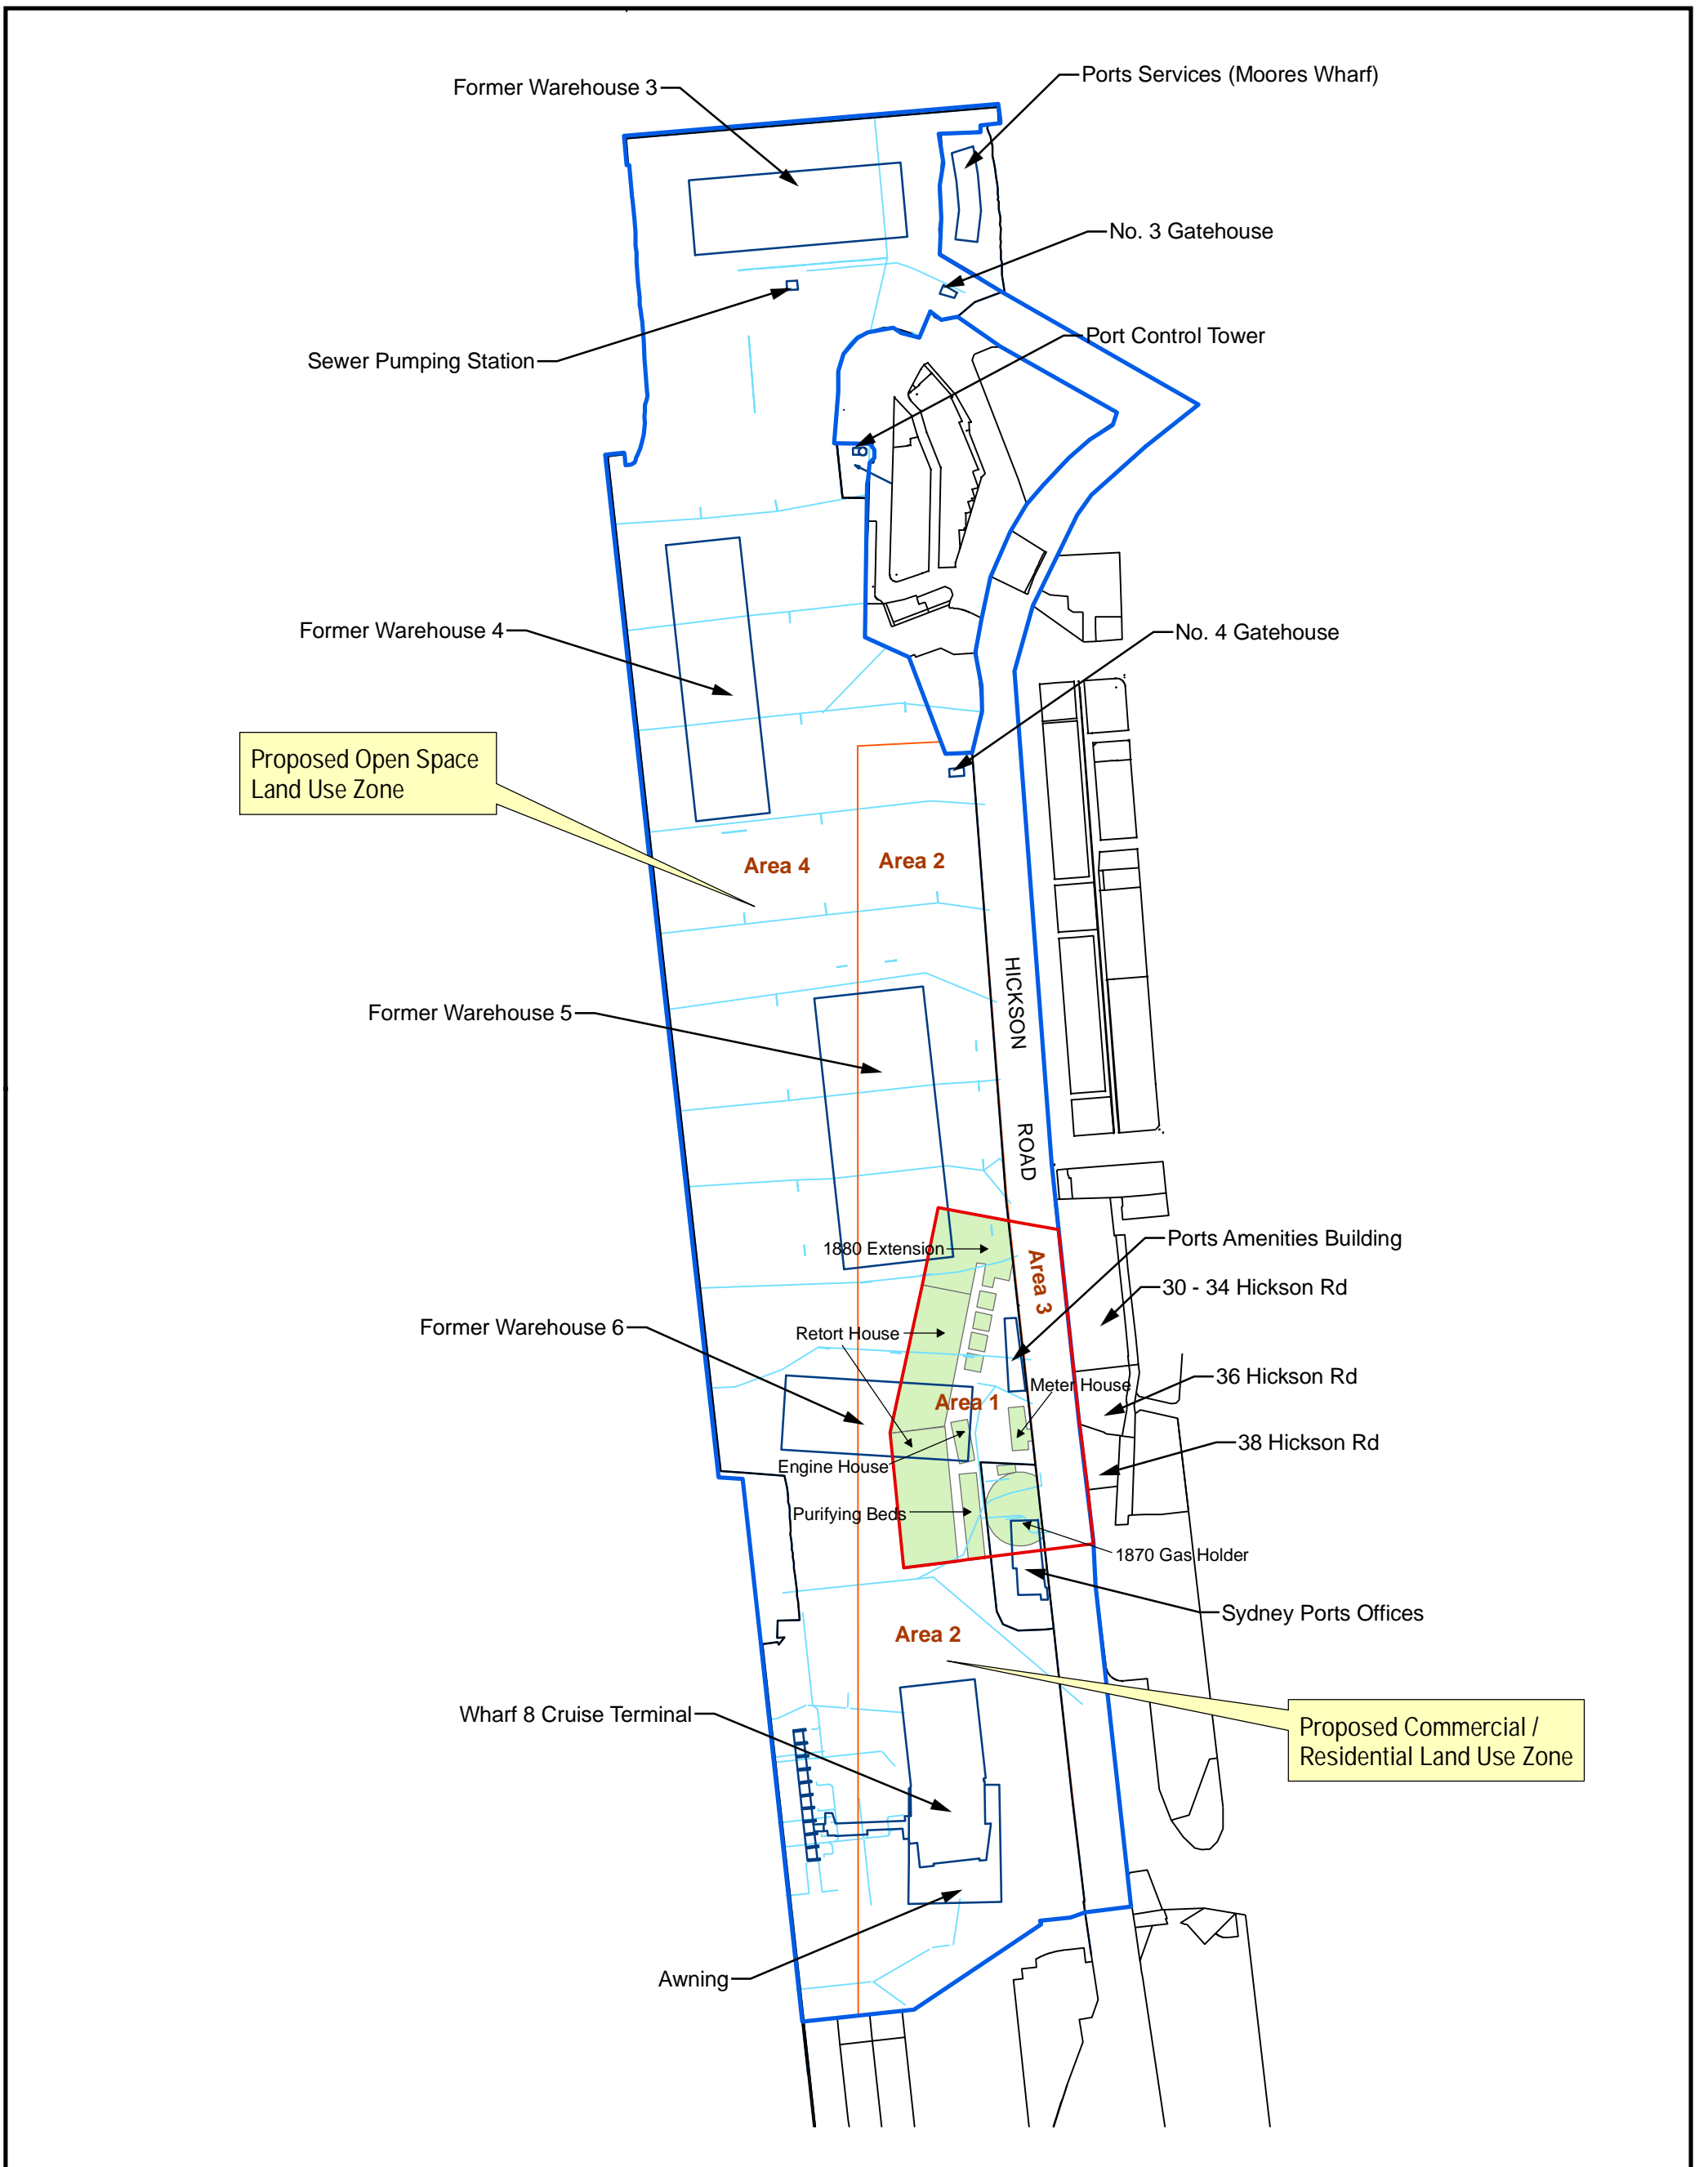 Ports Services (Moores Wharf)
Former Warehouse 3
No. 3 Gatehouse
Port Control Tower
Sewer Pumping Station
Former Warehouse 4
No. 4 Gatehouse
Proposed Open Space
Land Use Zone
Area 4
Area 2
HICKSON
ROAD
Former Warehouse 5
Ports Amenities Building
1880 Extension
Area 3
30 - 34 Hickson Rd
Former Warehouse 6
Retort House
36 Hickson Rd
Meter House
Area 1
38 Hickson Rd
Engine House
Purifying Beds
1870 Gas Holder
Sydney Ports Offices
Area 2
Wharf 8 Cruise Terminal
Proposed Commercial /
Residential Land Use Zone
Awning